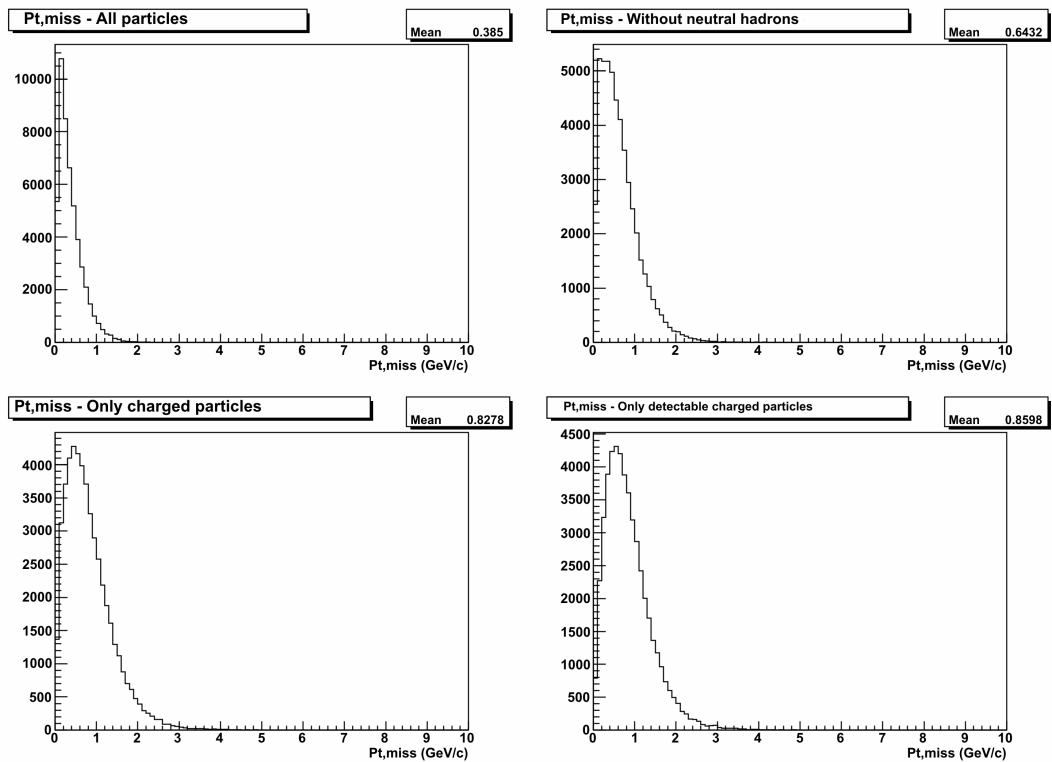 Pt,miss - All particles
Mean 0.385
10000
8000
6000
4000
2000
0
0 1 2 3 4 5 6 7 8 9 10
Pt,miss (GeV/c)
Pt,miss - Without neutral hadrons
Mean 0.6432
5000
4000
3000
2000
1000
0
0 1 2 3 4 5 6 7 8 9 10
Pt,miss (GeV/c)
Pt,miss - Only charged particles
Mean 0.8278
4000
3500
3000
2500
2000
1500
1000
500
0
0 1 2 3 4 5 6 7 8 9 10
Pt,miss (GeV/c)
Pt,miss - Only detectable charged particles
Mean 0.8598
4500
4000
3500
3000
2500
2000
1500
1000
500
0
0 1 2 3 4 5 6 7 8 9 10
Pt,miss (GeV/c)